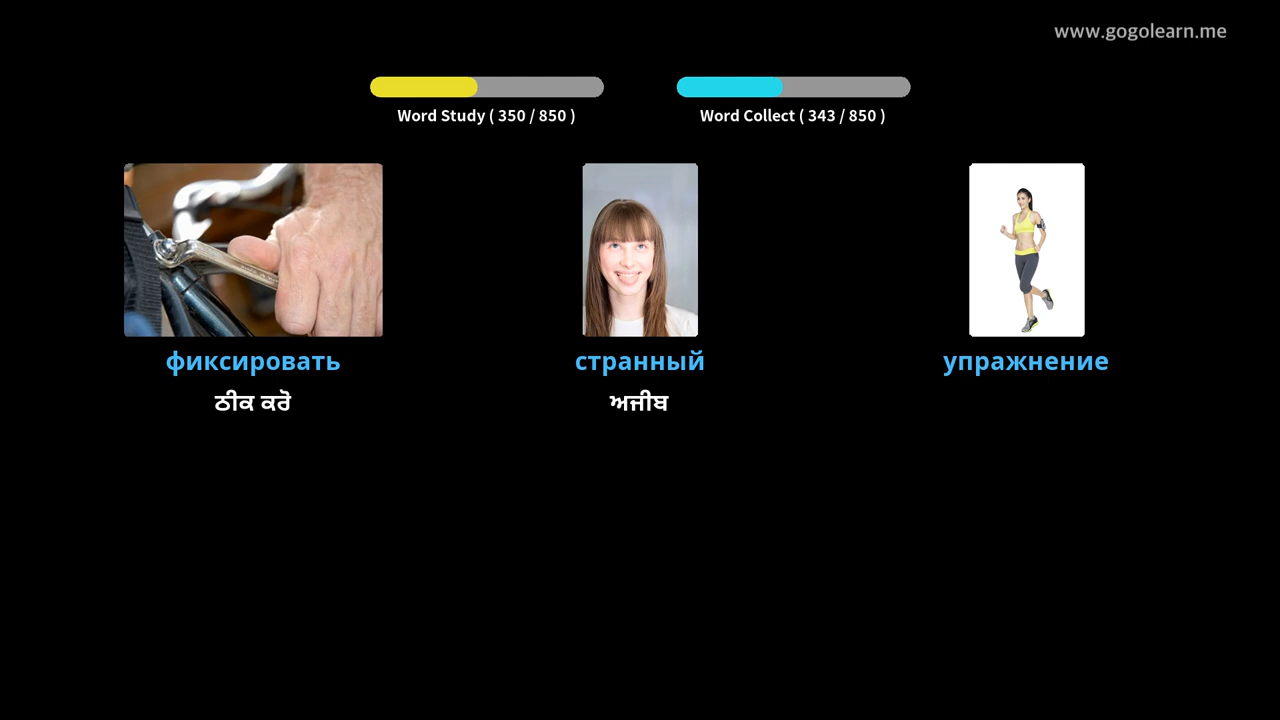 www.gogolearn.me
Word Study ( 350 / 850 )
Word Collect ( 343 / 850 )
фиксировать
странный
упражнение
ਠੀਕ ਕਰੋ
ਅਜੀਬ